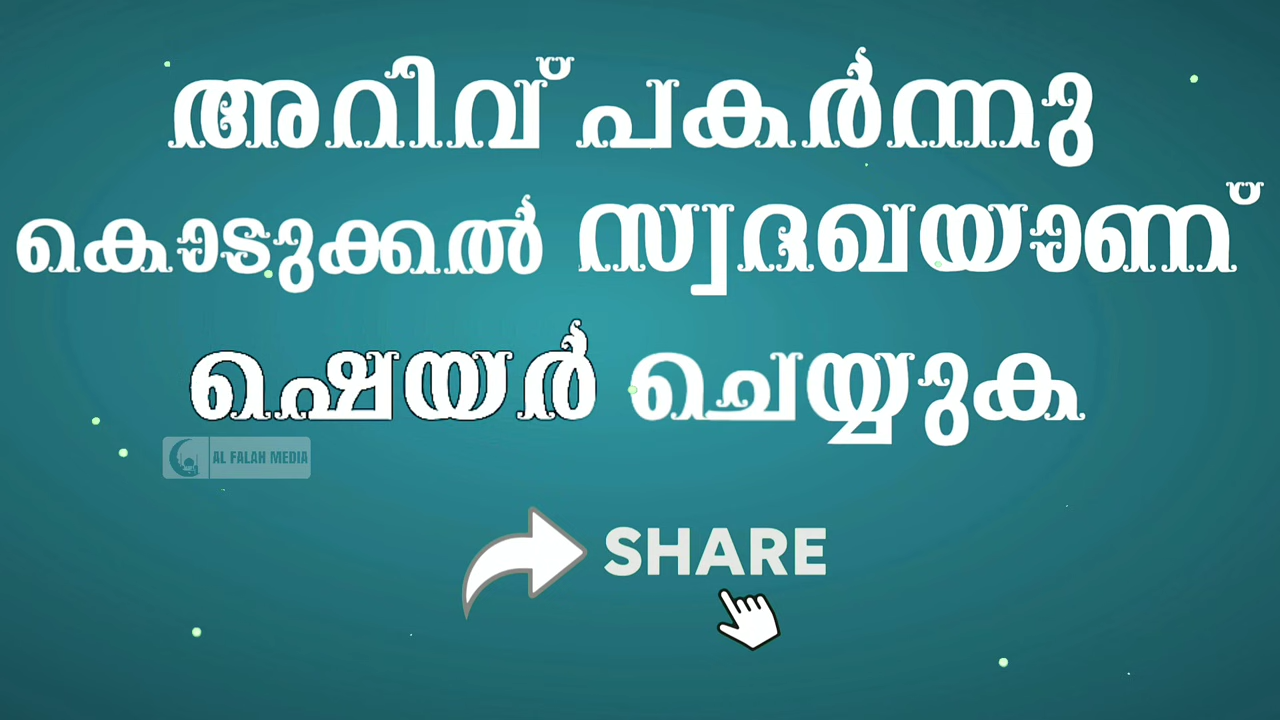 അറിവ് പകർന്നു
കൊടുക്കൽ സ്വദഖയാണ്
ഷെയർ ചെയ്യുക
AL FALAH MEDIA
SHARE